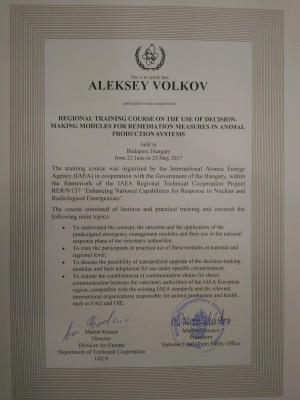 This is to certify that
ALEKSEY VOLKOV
participated in and completed the
REGIONAL TRAINING COURSE ON THE USE OF DECISION-
MAKING MODULES FOR REMEDIATION MEASURES IN ANIMAL
PRODUCTION SYSTEMS
held in
Budapest, Hungary
from 22 June to 25 May 2017
The training course was organized by the International Atomic Energy
Agency (IAEA) in cooperation with the Government of the Hungary, within
the framework of the IAEA Regional Technical Cooperation Project
RER/9/137 'Enhancing National Capabilities for Response to Nuclear and
Radiological Emergencies'.
The course consisted of lectures and practical training and covered the
following main topics:
• To understand the concept, the structure and the application of the
predesigned emergency management modules and their use in the national
response plans of the veterinary authorities;
• To train the participants in practical use of these modules at national and
regional level;
• To discuss the possibility of standardized upgrade of the decision-making
modules and their adaptation for use under specific circumstances;
• To initiate the establishment of communication chains for direct
communication between the veterinary authorities of the IAEA European
region, compatible with the existing IAEA standards and the relevant
international organizations responsible for animal production and health,
such as FAO and OIE.
Martin Krause
Director
Division for Europe
Department of Technical Cooperation
IAEA
President
National Food Chain Safety Office